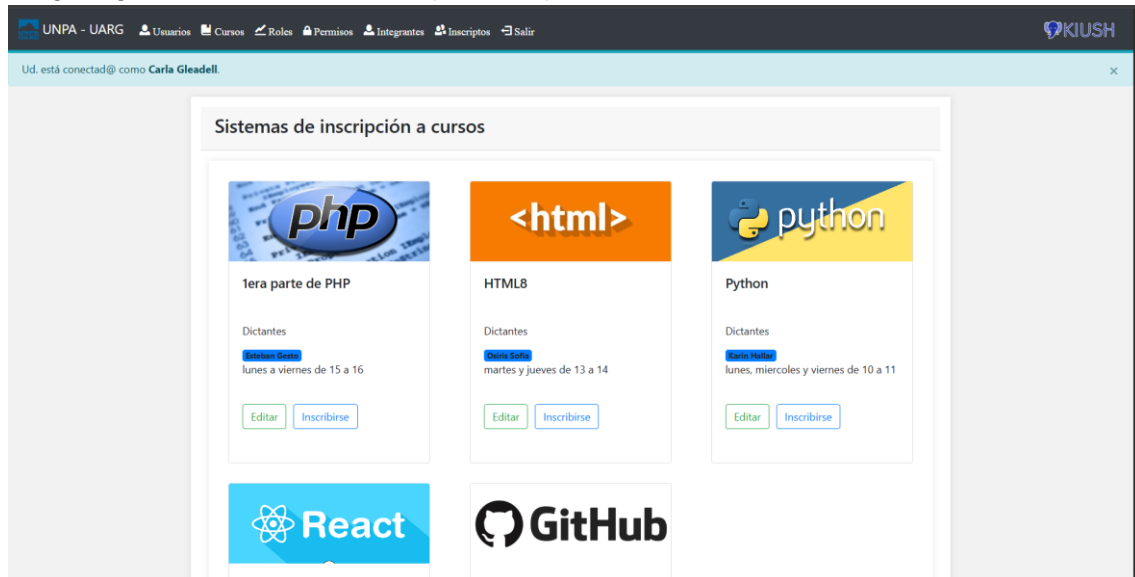 UNPA - UARG Usuarios Cursos Roles Permisos Integrantes Inscriptos Salir KIUSH
Ud. está conectad@ como Carla Gleadell. ×
Sistemas de inscripción a cursos
php
<html>
python
1era parte de PHP
HTML8
Python
Dictantes
Dictantes
Dictantes
Esteban Gesto
Osiris Sofia
Karin Hallar
lunes a viernes de 15 a 16
martes y jueves de 13 a 14
lunes, miercoles y viernes de 10 a 11
Editar Inscribirse
Editar Inscribirse
Editar Inscribirse
React
GitHub